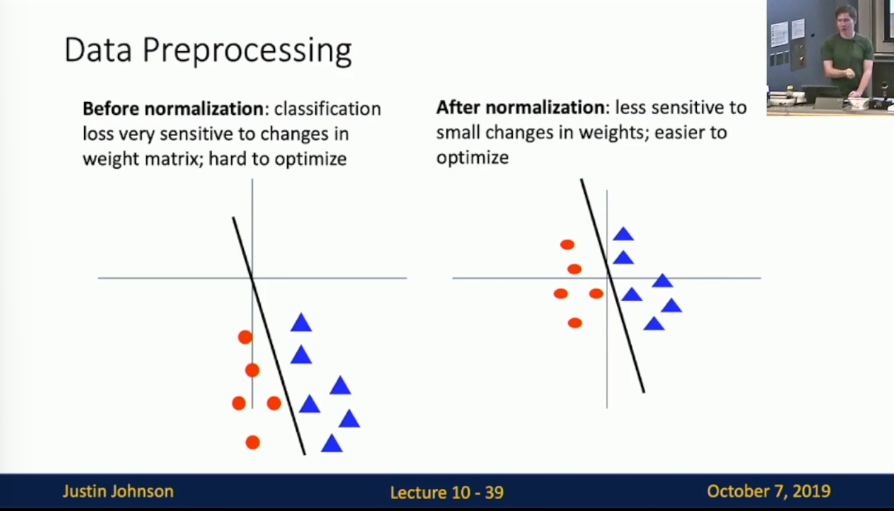 Data Preprocessing
Before normalization: classification
loss very sensitive to changes in
weight matrix; hard to optimize
After normalization: less sensitive to
small changes in weights; easier to
optimize
Justin Johnson
Lecture 10 - 39
October 7, 2019